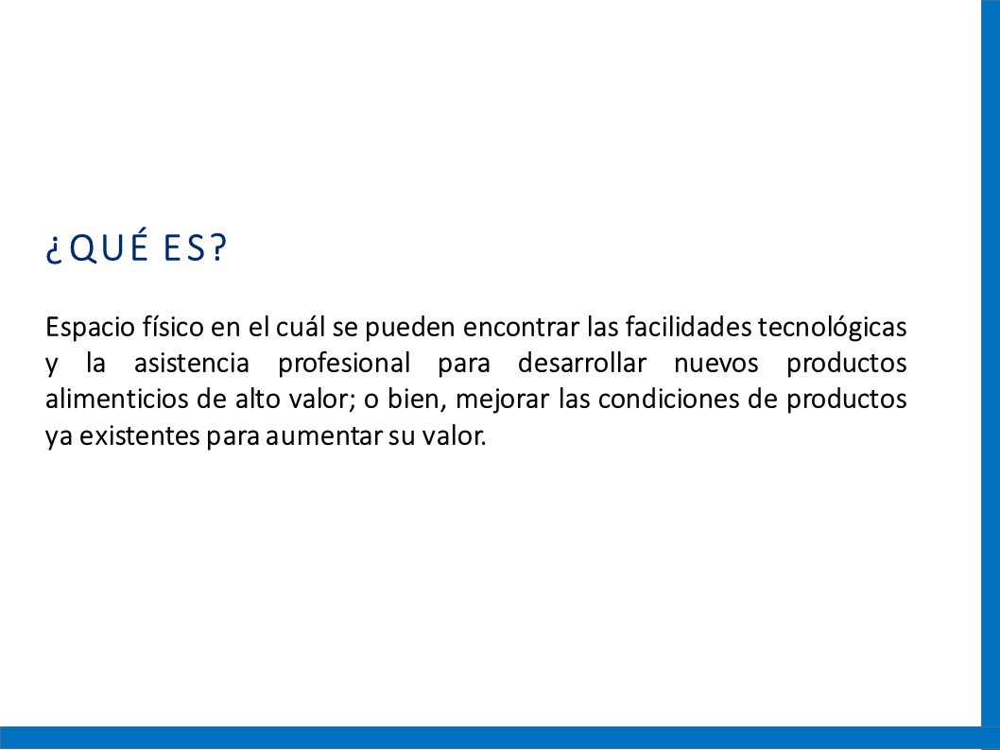 ¿QUÉ ES?
Espacio físico en el cuál se pueden encontrar las facilidades tecnológicas
y la asistencia profesional para desarrollar nuevos productos
alimenticios de alto valor; o bien, mejorar las condiciones de productos
ya existentes para aumentar su valor.